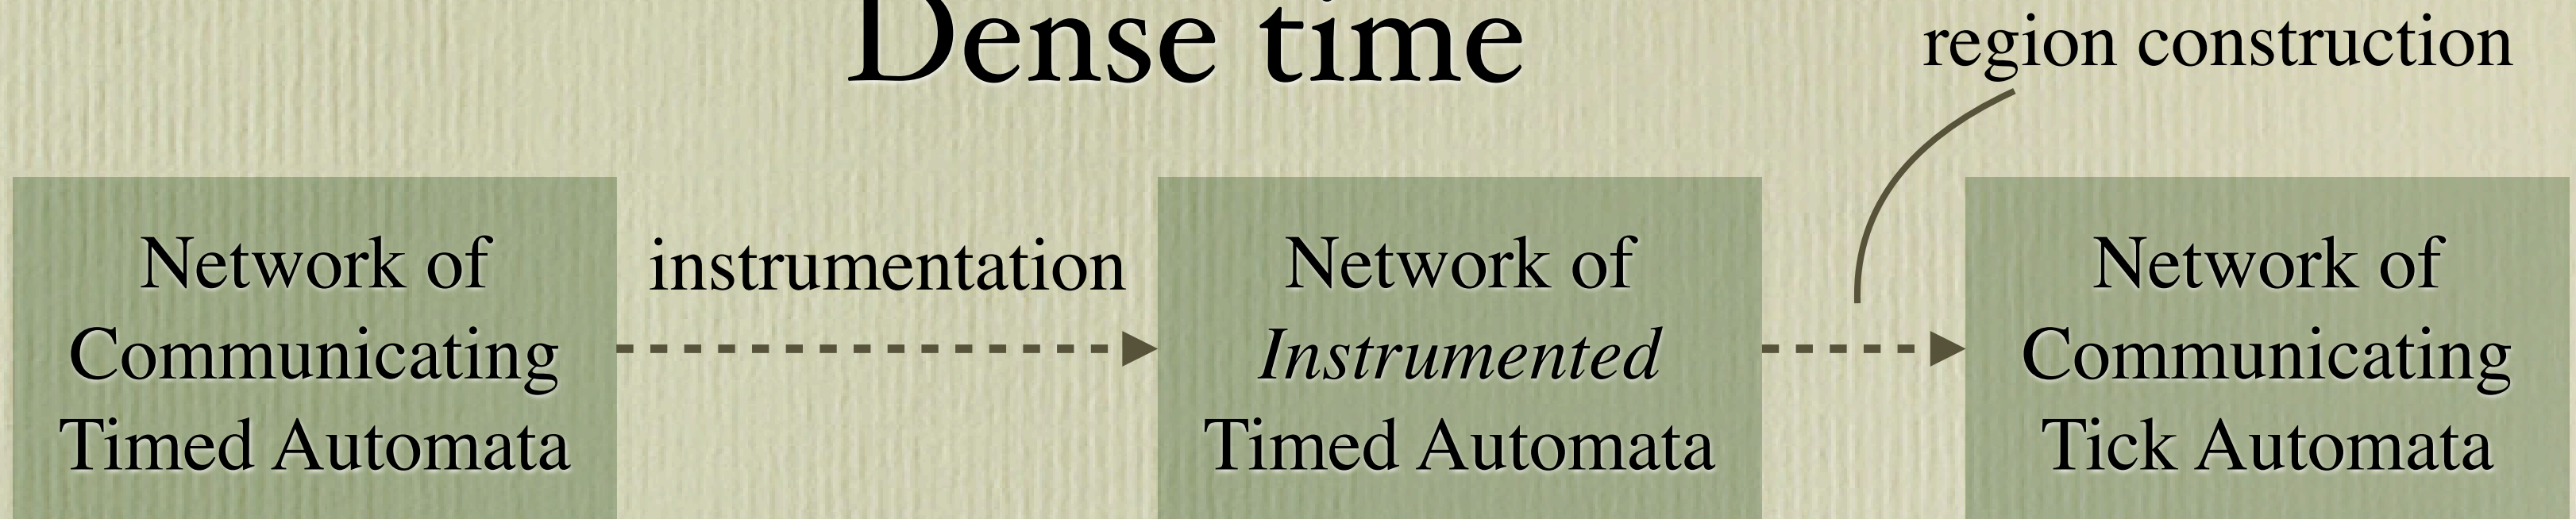 Dense time
region construction
Network of
Communicating
Timed Automata
instrumentation
Network of
Instrumented
Timed Automata
Network of
Communicating
Tick Automata